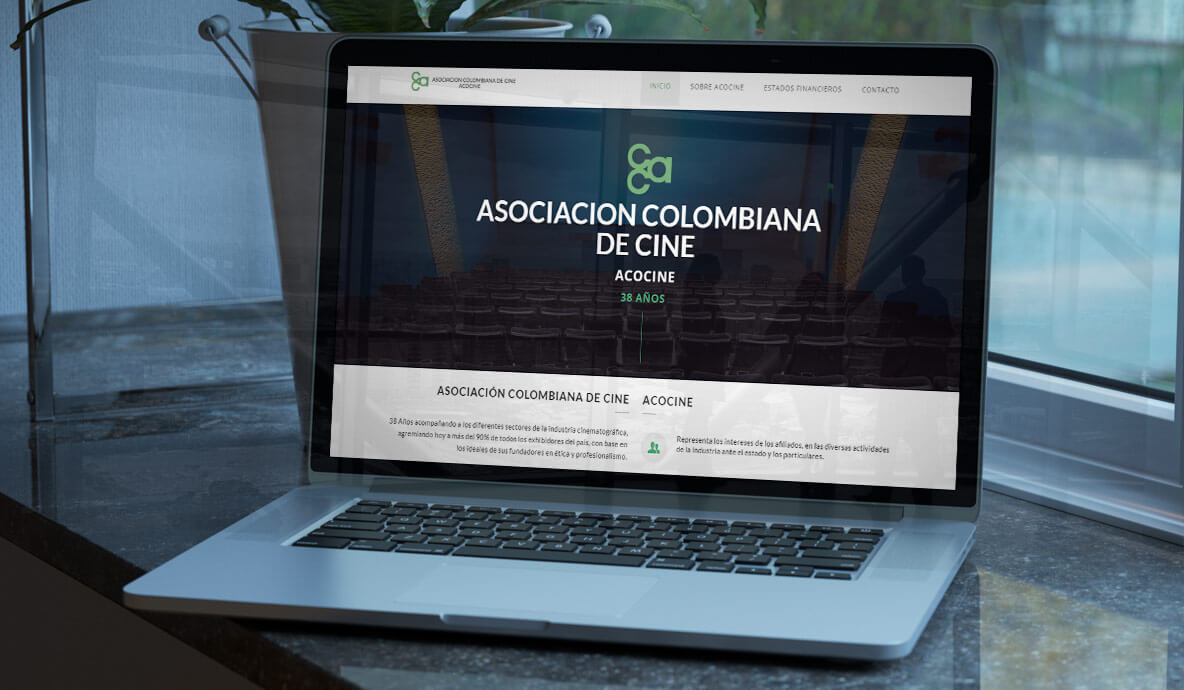 cca
ASOCIACION COLOMBIANA DE CINE
ACOCINE
INICIO
SOBRE ACOCINE
ESTADOS FINANCIEROS
CONTACTO
cca
ASOCIACION COLOMBIANA
DE CINE
ACOCINE
38 AÑOS
ASOCIACIÓN COLOMBIANA DE CINE
38 Años acompañando a los diferentes sectores de la industria cinematográfica,
agremiando hoy a más del 90% de todos los exhibidores del país, con base en
los ideales de sus fundadores en ética y profesionalismo.
ACOCINE
Representa los intereses de los afiliados, en las diversas actividades
de la industria ante el estado y los particulares.